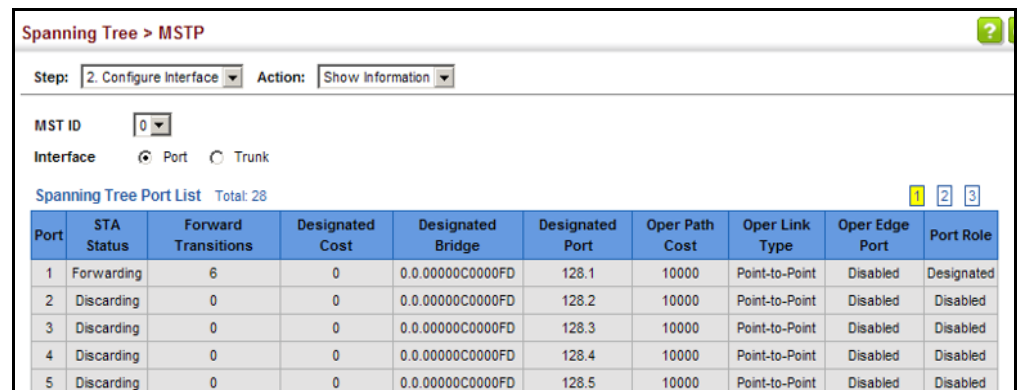 Spanning Tree > MSTP
?
Step: 2. Configure Interface Action: Show Information
MST ID 0
Interface Port Trunk
Spanning Tree Port List Total: 28 1 2 3
Port STA Status Forward Transitions Designated Cost Designated Bridge Designated Port Oper Path Cost Oper Link Type Oper Edge Port Port Role
1 Forwarding 6 0 0.0.00000C0000FD 128.1 10000 Point-to-Point Disabled Designated
2 Discarding 0 0 0.0.00000C0000FD 128.2 10000 Point-to-Point Disabled Disabled
3 Discarding 0 0 0.0.00000C0000FD 128.3 10000 Point-to-Point Disabled Disabled
4 Discarding 0 0 0.0.00000C0000FD 128.4 10000 Point-to-Point Disabled Disabled
5 Discarding 0 0 0.0.00000C0000FD 128.5 10000 Point-to-Point Disabled Disabled